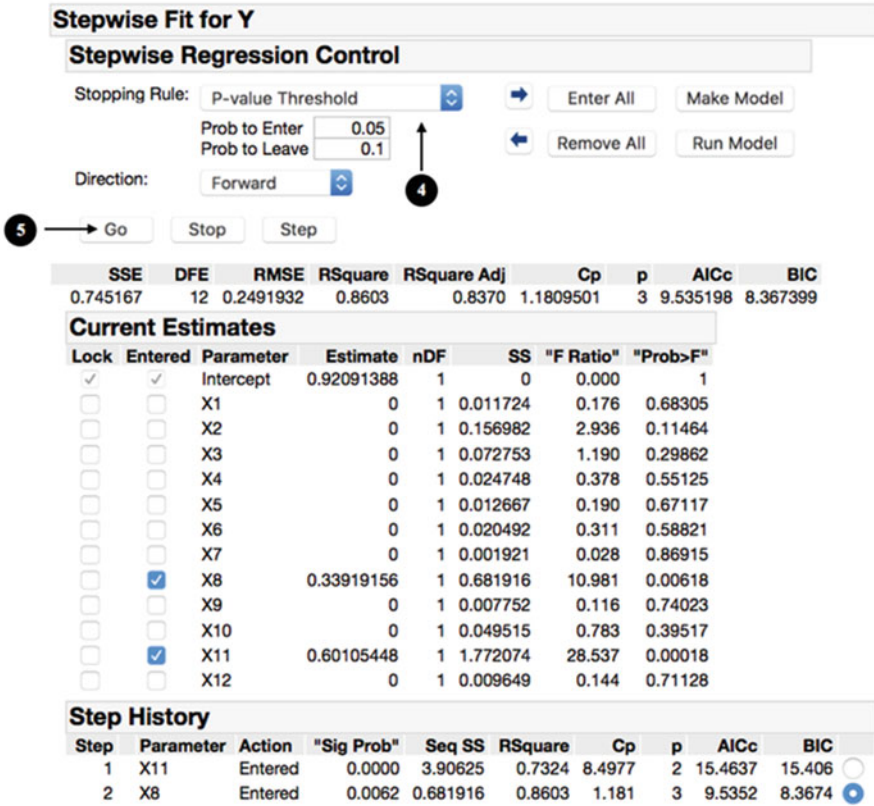 Stepwise Fit for Y
Stepwise Regression Control
Stopping Rule: P-value Threshold Enter All Make Model
Prob to Enter 0.05
Prob to Leave 0.1 Remove All Run Model
4
Direction: Forward
5 Go Stop Step
SSE DFE RMSE RSquare RSquare Adj Cp p AICc BIC
0.745167 12 0.2491932 0.8603 0.8370 1.1809501 3 9.535198 8.367399
Current Estimates
Lock Entered Parameter Estimate nDF SS "F Ratio" "Prob>F"
Intercept 0.92091388 1 0 0.000 1
X1 0 1 0.011724 0.176 0.68305
X2 0 1 0.156982 2.936 0.11464
X3 0 1 0.072753 1.190 0.29862
X4 0 1 0.024748 0.378 0.55125
X5 0 1 0.012667 0.190 0.67117
X6 0 1 0.020492 0.311 0.58821
X7 0 1 0.001921 0.028 0.86915
X8 0.33919156 1 0.681916 10.981 0.00618
X9 0 1 0.007752 0.116 0.74023
X10 0 1 0.049515 0.783 0.39517
X11 0.60105448 1 1.772074 28.537 0.00018
X12 0 1 0.009649 0.144 0.71128
Step History
Step Parameter Action "Sig Prob" Seq SS RSquare Cp p AICc BIC
1 X11 Entered 0.0000 3.90625 0.7324 8.4977 2 15.4637 15.406
2 X8 Entered 0.0062 0.681916 0.8603 1.181 3 9.5352 8.3674